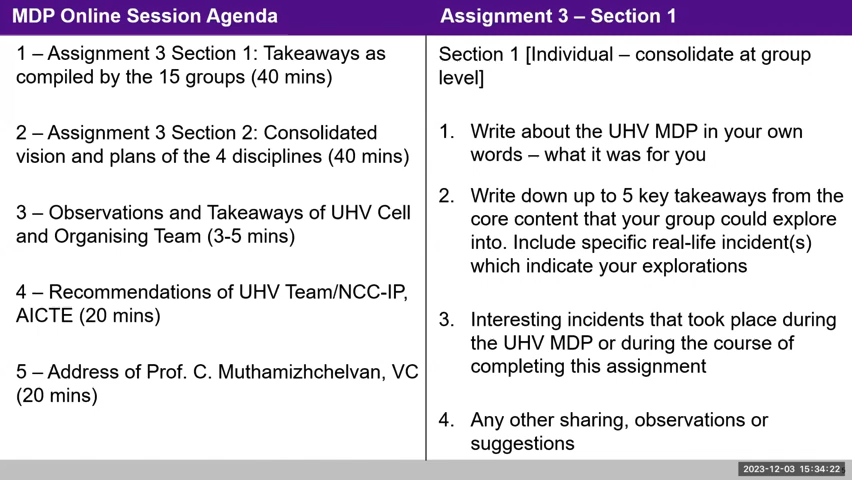 MDP Online Session Agenda
1 – Assignment 3 Section 1: Takeaways as
compiled by the 15 groups (40 mins)
2 – Assignment 3 Section 2: Consolidated
vision and plans of the 4 disciplines (40 mins)
3 – Observations and Takeaways of UHV Cell
and Organising Team (3-5 mins)
4 – Recommendations of UHV Team/NCC-IP,
AICTE (20 mins)
5 – Address of Prof. C. Muthamizhchelvan, VC
(20 mins)
Assignment 3 – Section 1
Section 1 [Individual – consolidate at group
level]
1. Write about the UHV MDP in your own
words – what it was for you
2. Write down up to 5 key takeaways from the
core content that your group could explore
into. Include specific real-life incident(s)
which indicate your explorations
3. Interesting incidents that took place during
the UHV MDP or during the course of
completing this assignment
4. Any other sharing, observations or
suggestions
2023-12-03 15:34:22